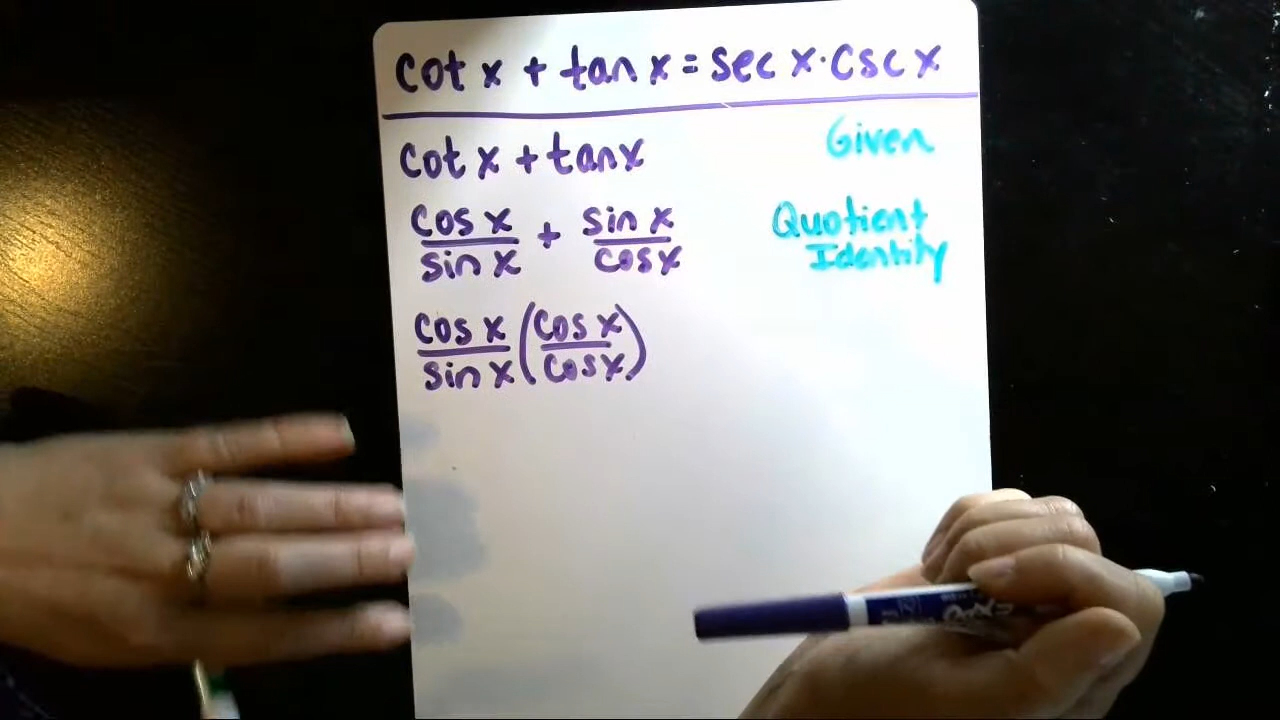 cot x + tan x = sec x · csc x
cot x + tan x Given
cos x / sin x + sin x / cos x Quotient Identity
cos x / sin x (cos x / cos x)